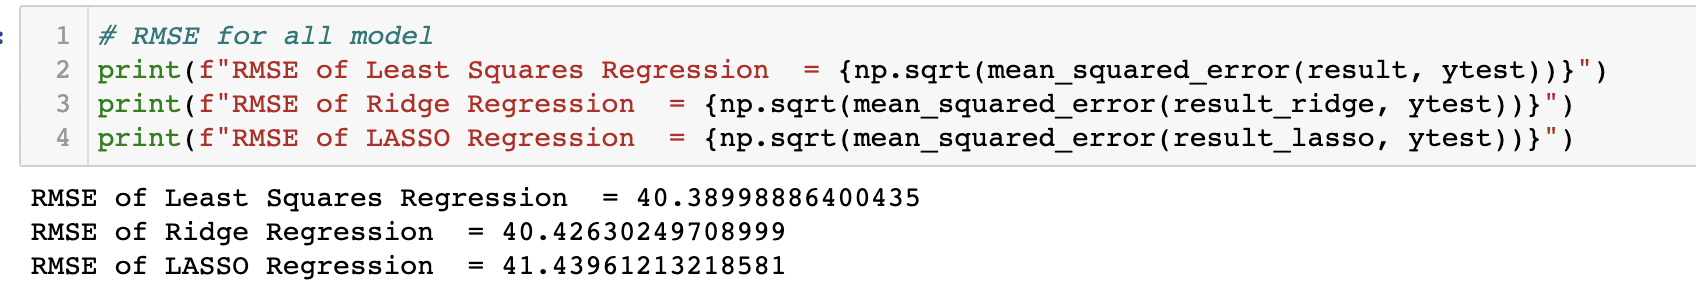 :
1 # RMSE for all model
2 print(f"RMSE of Least Squares Regression  = {np.sqrt(mean_squared_error(result, ytest))}")
3 print(f"RMSE of Ridge Regression  = {np.sqrt(mean_squared_error(result_ridge, ytest))}")
4 print(f"RMSE of LASSO Regression  = {np.sqrt(mean_squared_error(result_lasso, ytest))}")
RMSE of Least Squares Regression  = 40.38998886400435
RMSE of Ridge Regression  = 40.42630249708999
RMSE of LASSO Regression  = 41.43961213218581